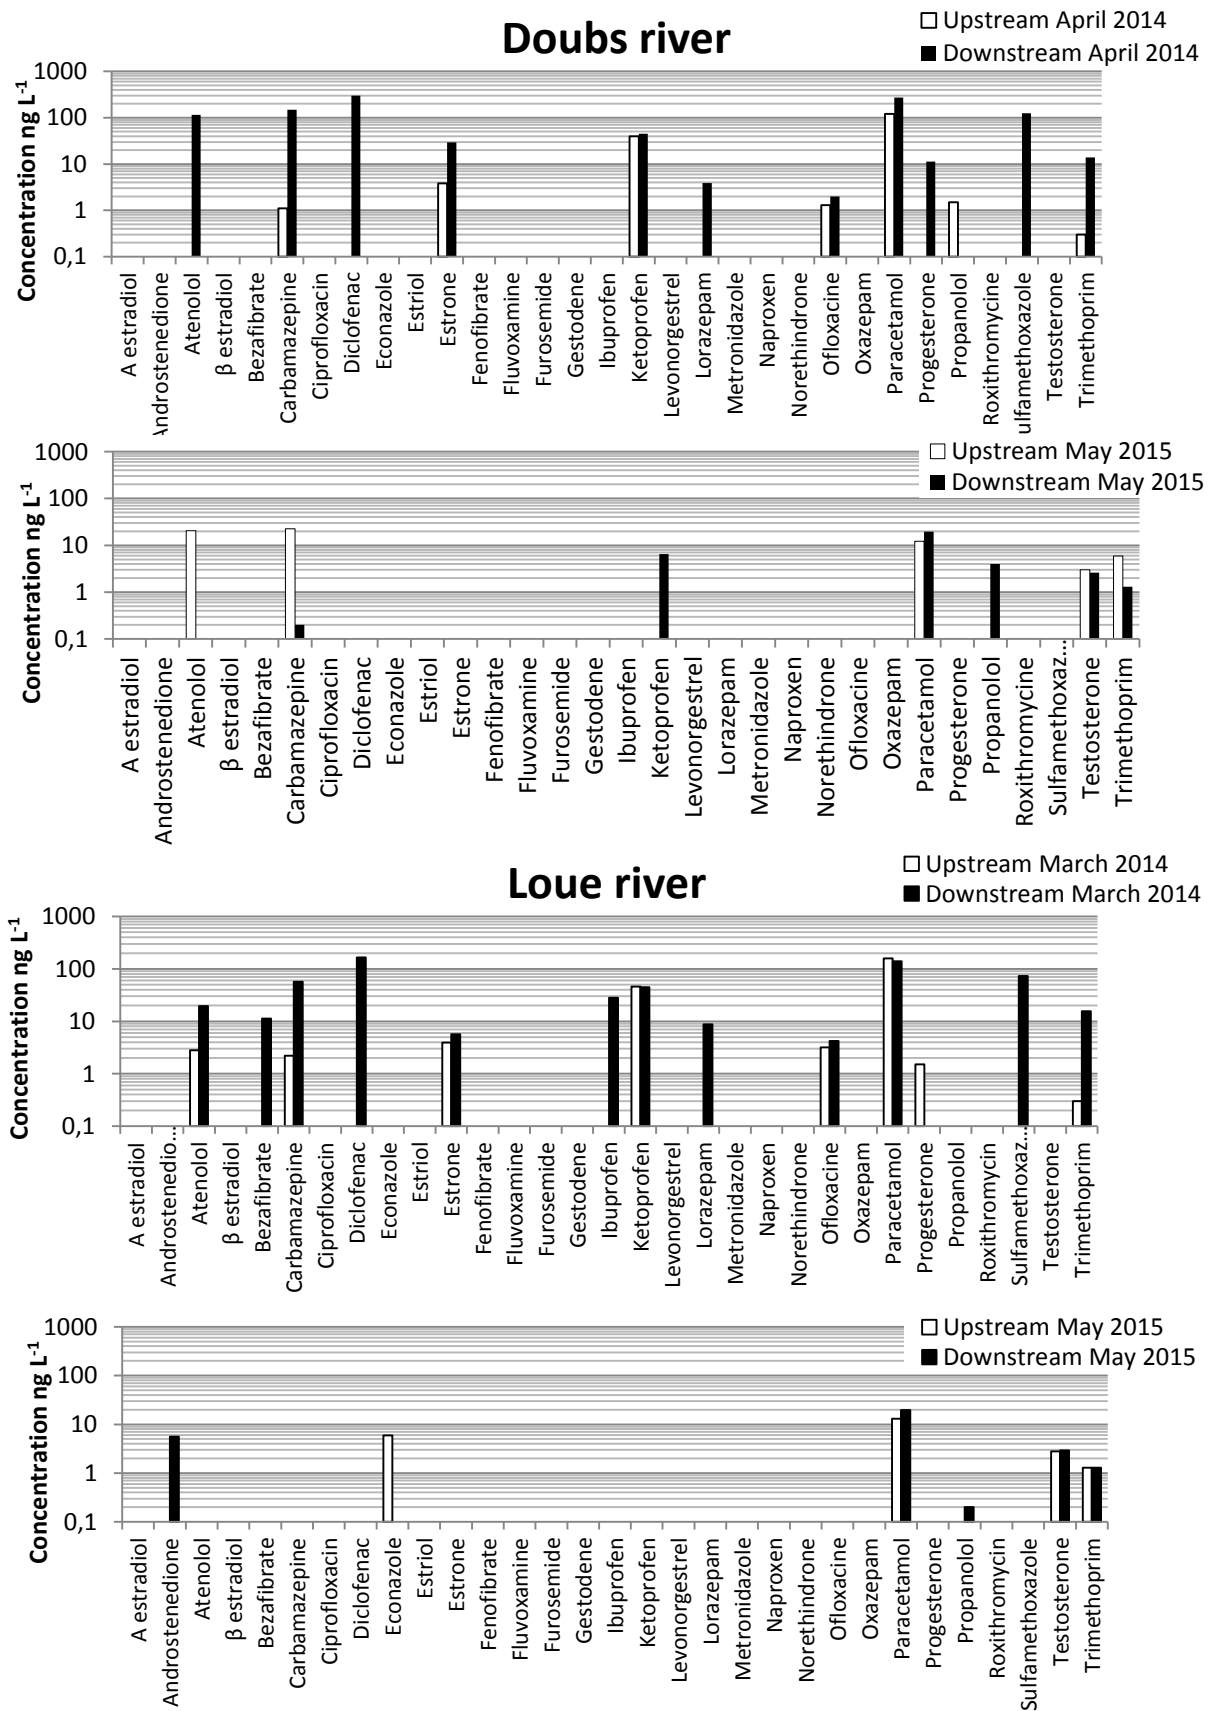 Doubs river
Upstream April 2014
Downstream April 2014
Concentration ng L-1
1000
100
10
1
0,1
A estradiol
Androstenedione
Atenolol
β estradiol
Bezafibrate
Carbamazepine
Ciprofloxacin
Diclofenac
Econazole
Estriol
Estrone
Fenofibrate
Fluvoxamine
Furosemide
Gestodene
Ibuprofen
Ketoprofen
Levonorgestrel
Lorazepam
Metronidazole
Naproxen
Norethindrone
Ofloxacine
Oxazepam
Paracetamol
Progesterone
Propanolol
Roxithromycine
ulfamethoxazole
Testosterone
Trimethoprim
Upstream May 2015
Downstream May 2015
Concentration ng L-1
1000
100
10
1
0,1
A estradiol
Androstenedione
Atenolol
β estradiol
Bezafibrate
Carbamazepine
Ciprofloxacin
Diclofenac
Econazole
Estriol
Estrone
Fenofibrate
Fluvoxamine
Furosemide
Gestodene
Ibuprofen
Ketoprofen
Levonorgestrel
Lorazepam
Metronidazole
Naproxen
Norethindrone
Ofloxacine
Oxazepam
Paracetamol
Progesterone
Propanolol
Roxithromycine
Sulfamethoxaz...
Testosterone
Trimethoprim
Loue river
Upstream March 2014
Downstream March 2014
Concentration ng L-1
1000
100
10
1
0,1
A estradiol
Androstenedio...
Atenolol
β estradiol
Bezafibrate
Carbamazepine
Ciprofloxacin
Diclofenac
Econazole
Estriol
Estrone
Fenofibrate
Fluvoxamine
Furosemide
Gestodene
Ibuprofen
Ketoprofen
Levonorgestrel
Lorazepam
Metronidazole
Naproxen
Norethindrone
Ofloxacine
Oxazepam
Paracetamol
Progesterone
Propanolol
Roxithromycin
Sulfamethoxaz...
Testosterone
Trimethoprim
Upstream May 2015
Downstream May 2015
Concentration ng L-1
1000
100
10
1
0,1
A estradiol
Androstenedione
Atenolol
β estradiol
Bezafibrate
Carbamazepine
Ciprofloxacin
Diclofenac
Econazole
Estriol
Estrone
Fenofibrate
Fluvoxamine
Furosemide
Gestodene
Ibuprofen
Ketoprofen
Levonorgestrel
Lorazepam
Metronidazole
Naproxen
Norethindrone
Ofloxacine
Oxazepam
Paracetamol
Progesterone
Propanolol
Roxithromycin
Sulfamethoxazole
Testosterone
Trimethoprim